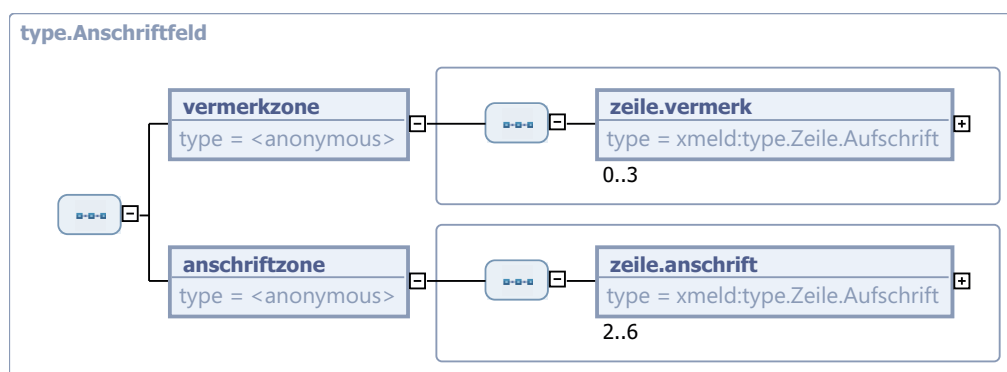 type.Anschriftfeld
vermerkzone
type = <anonymous>
zeile.vermerk
type = xmeld:type.Zeile.Aufschrift
0..3
anschriftzone
type = <anonymous>
zeile.anschrift
type = xmeld:type.Zeile.Aufschrift
2..6